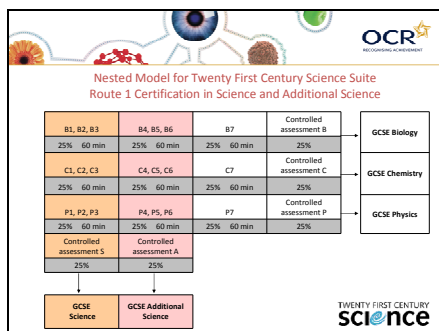 OCR
RECOGNISING ACHIEVEMENT
Nested Model for Twenty First Century Science Suite
Route 1 Certification in Science and Additional Science
B1, B2, B3 B4, B5, B6 B7 Controlled assessment B
25% 60 min 25% 60 min 25% 60 min 25%
GCSE Biology
C1, C2, C3 C4, C5, C6 C7 Controlled assessment C
25% 60 min 25% 60 min 25% 60 min 25%
GCSE Chemistry
P1, P2, P3 P4, P5, P6 P7 Controlled assessment P
25% 60 min 25% 60 min 25% 60 min 25%
GCSE Physics
Controlled assessment S Controlled assessment A
25% 25%
GCSE Science
GCSE Additional Science
TWENTY FIRST CENTURY
science